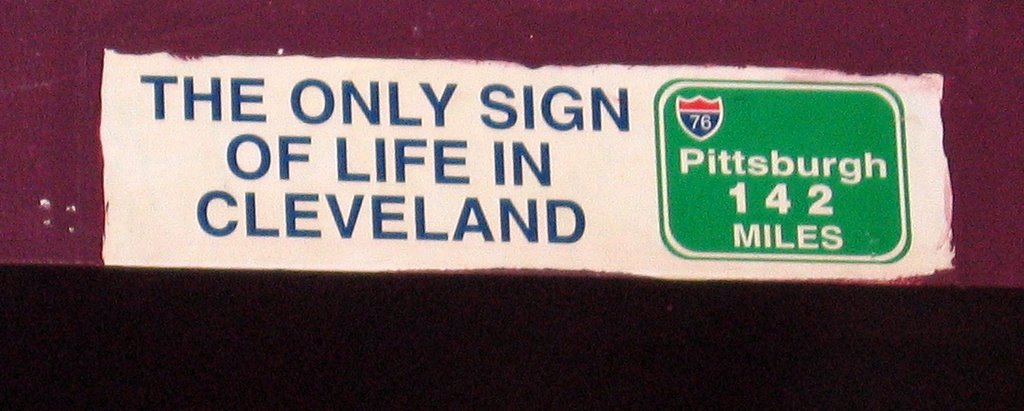 THE ONLY SIGN
OF LIFE IN
CLEVELAND
76
Pittsburgh
1 4 2
MILES